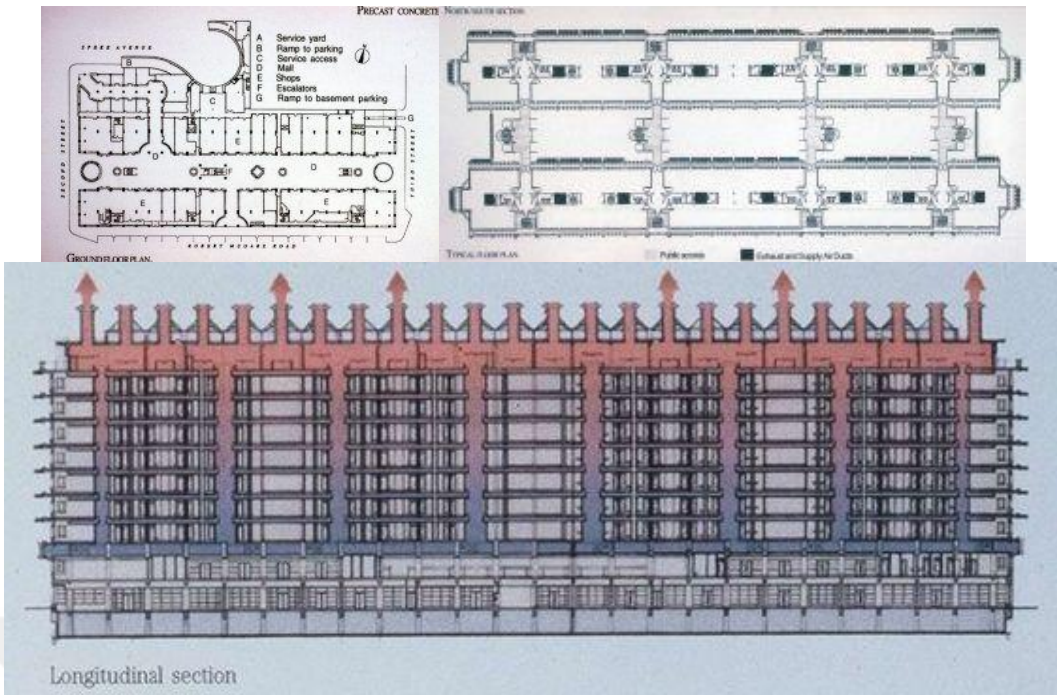 PRECAST CONCRETE NORTH/SOUTH SECTION
A Service yard
B Ramp to parking
C Service access
D Mall
E Shops
F Escalators
G Ramp to basement parking
SPEKE AVENUE
SECOND STREET
THIRD STREET
ROBERT MUGABE ROAD
A
B
C
G
E
D
F
D
E
E
GROUND FLOOR PLAN.
TYPICAL FLOOR PLAN.
Public access
Exhaust and Supply Air Ducts
Longitudinal section